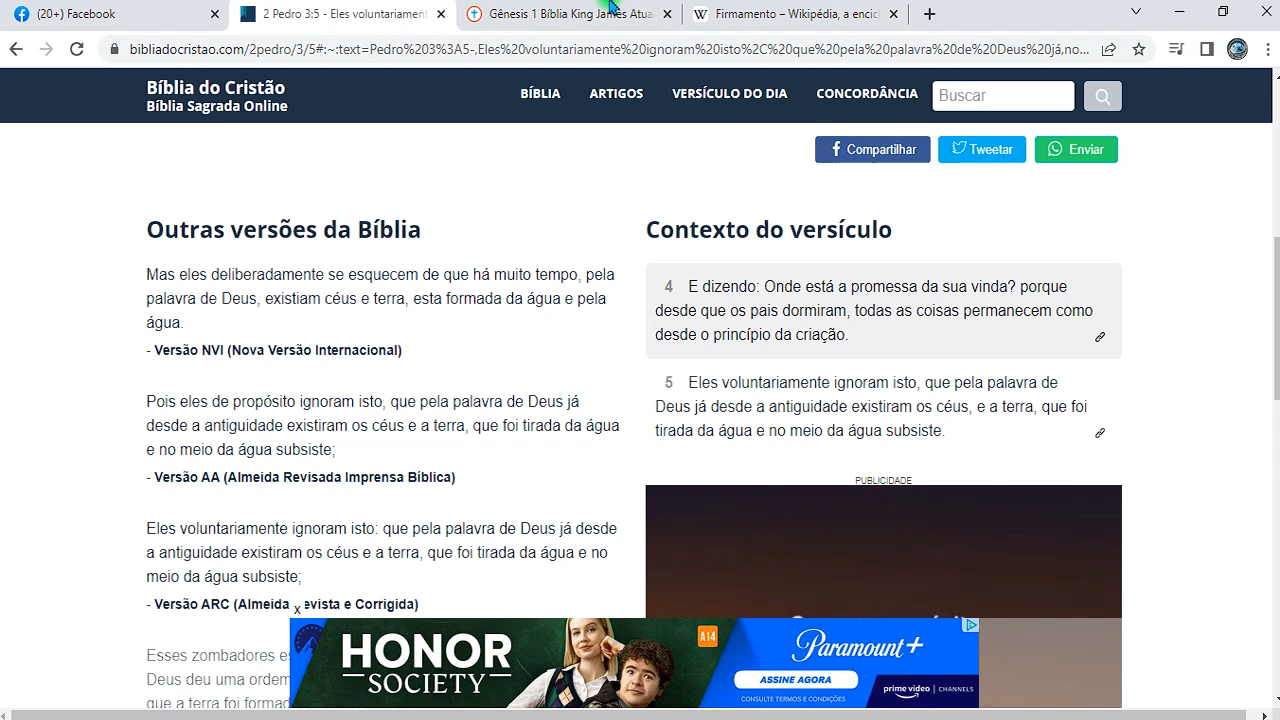 (20+) Facebook
2 Pedro 3:5 - Eles voluntariament
Gênesis 1 Bíblia King James Atua
Firmamento – Wikipédia, a encicl
bibliadocristao.com/2pedro/3/5#:~:text=Pedro%203%3A5-,Eles%20voluntariamente%20ignoram%20isto%2C%20que%20pela%20palavra%20de%20Deus%20já,no...
Bíblia do Cristão
Bíblia Sagrada Online
BÍBLIA
ARTIGOS
VERSÍCULO DO DIA
CONCORDÂNCIA
Buscar
Compartilhar
Tweetar
Enviar
Outras versões da Bíblia
Mas eles deliberadamente se esquecem de que há muito tempo, pela
palavra de Deus, existiam céus e terra, esta formada da água e pela
água.
- Versão NVI (Nova Versão Internacional)
Pois eles de propósito ignoram isto, que pela palavra de Deus já
desde a antiguidade existiram os céus e a terra, que foi tirada da água
e no meio da água subsiste;
- Versão AA (Almeida Revisada Imprensa Bíblica)
Eles voluntariamente ignoram isto: que pela palavra de Deus já desde
a antiguidade existiram os céus e a terra, que foi tirada da água e no
meio da água subsiste;
- Versão ARC (Almeida x evista e Corrigida)
Esses zombadores es
Deus deu uma ordem
que a terra foi formad
Contexto do versículo
4 E dizendo: Onde está a promessa da sua vinda? porque
desde que os pais dormiram, todas as coisas permanecem como
desde o princípio da criação.
5 Eles voluntariamente ignoram isto, que pela palavra de
Deus já desde a antiguidade existiram os céus, e a terra, que foi
tirada da água e no meio da água subsiste.
PUBLICIDADE
HONOR
SOCIETY
A14
Paramount+
ASSINE AGORA
CONSULTE TERMOS E CONDIÇÕES
prime video | CHANNELS